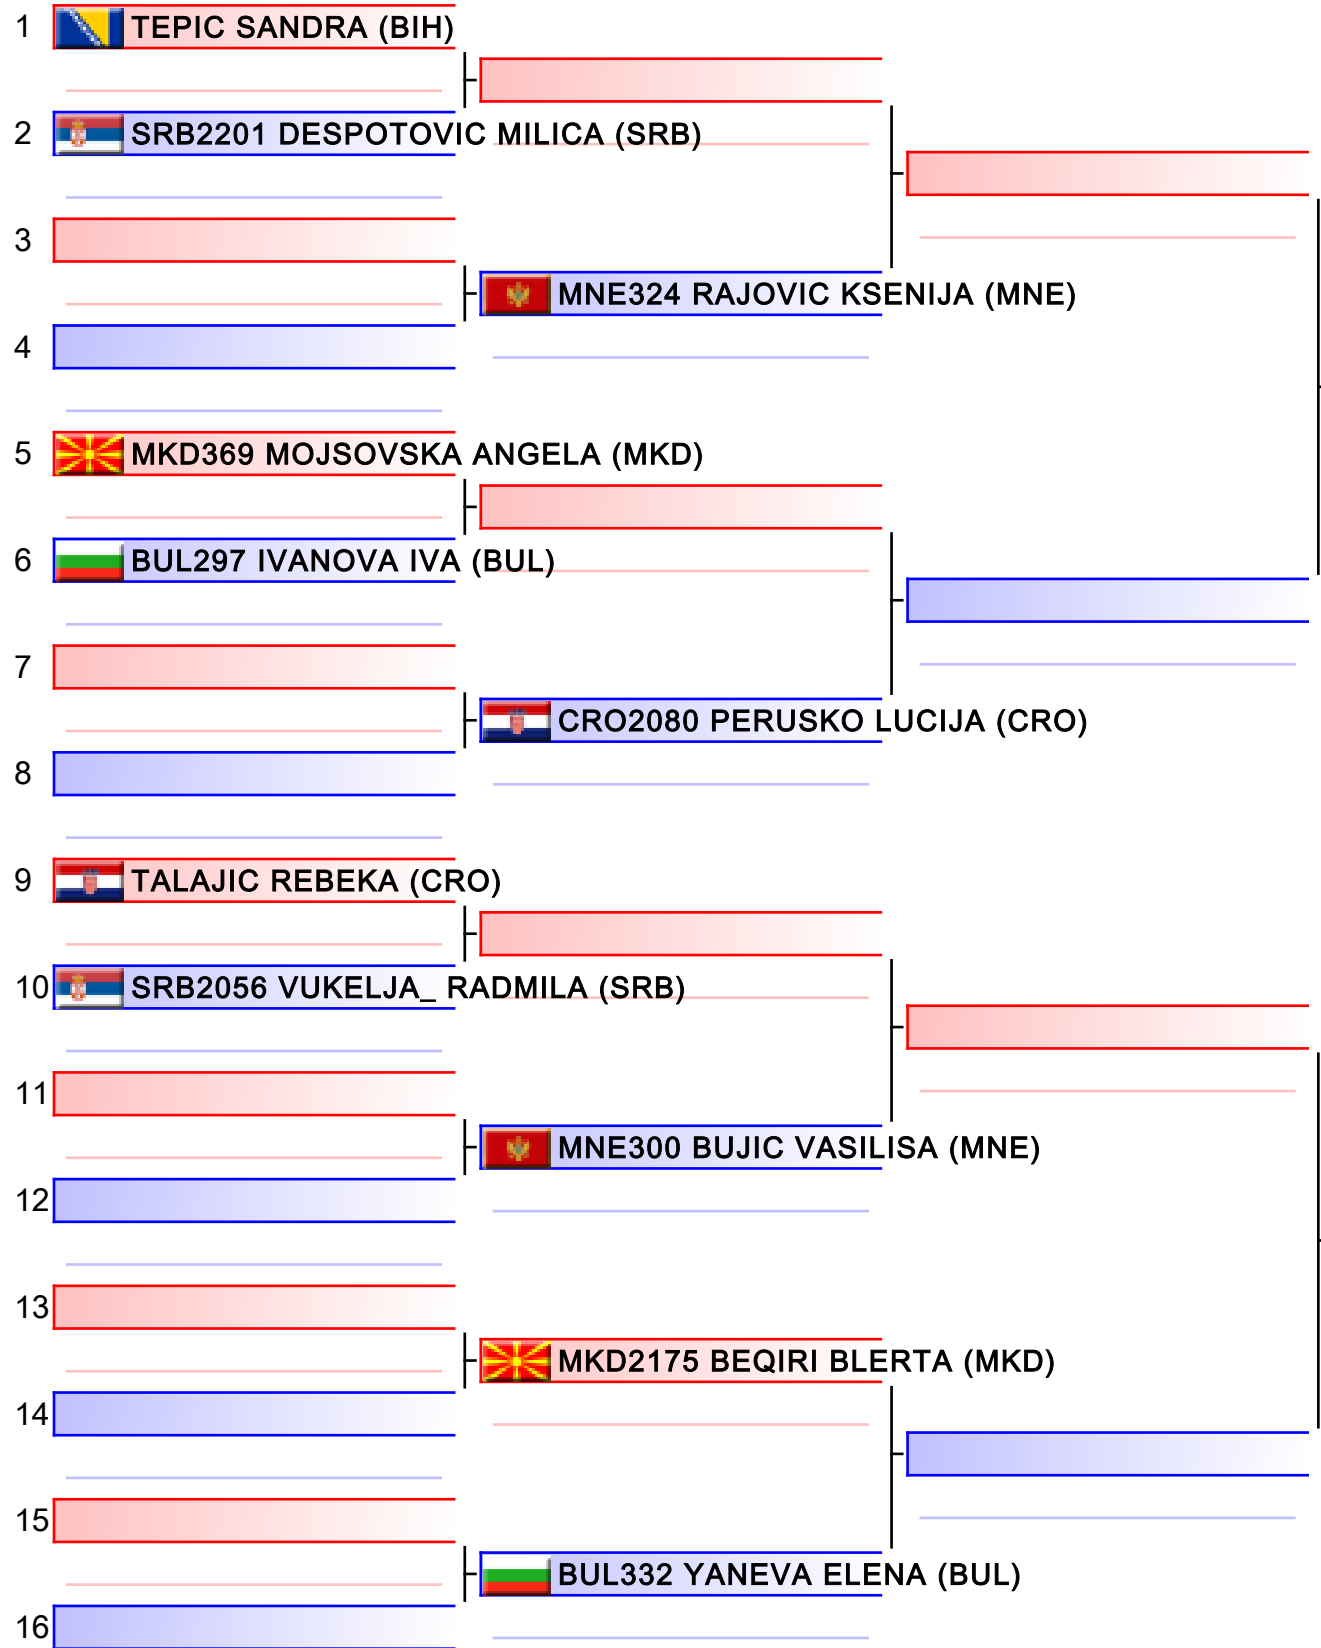 1 TEPIC SANDRA (BIH)
2 SRB2201 DESPOTOVIC MILICA (SRB)
3
MNE324 RAJOVIC KSENIJA (MNE)
4
5 MKD369 MOJSOVSKA ANGELA (MKD)
6 BUL297 IVANOVA IVA (BUL)
7
CRO2080 PERUSKO LUCIJA (CRO)
8
9 TALAJIC REBEKA (CRO)
10 SRB2056 VUKELJA_ RADMILA (SRB)
11
MNE300 BUJIC VASILISA (MNE)
12
13
MKD2175 BEQIRI BLERTA (MKD)
14
15
BUL332 YANEVA ELENA (BUL)
16